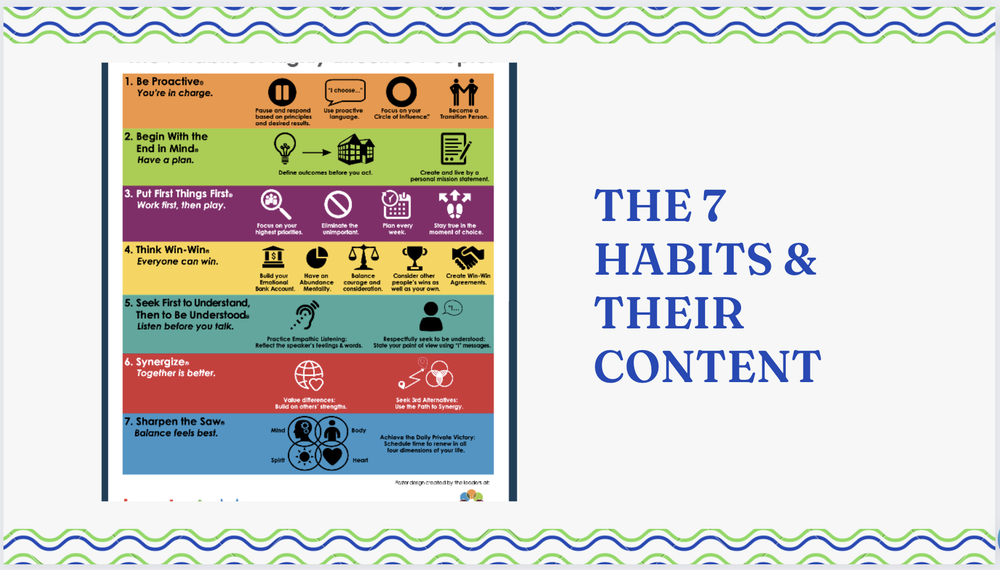 1. Be Proactive®
You're in charge.
Pause and respond
based on principles
and desired results.
"I choose..."
Use proactive
language.
Focus on your
Circle of Influence.®
Become a
Transition Person.
2. Begin With the
End in Mind®
Have a plan.
Define outcomes before you act.
Create and live by a
personal mission statement.
3. Put First Things First®
Work first, then play.
Focus on your
highest priorities.
Eliminate the
unimportant.
Plan every
week.
Stay true in the
moment of choice.
4. Think Win-Win®
Everyone can win.
$
Build your
Emotional
Bank Account.
Have an
Abundance
Mentality.
Balance
courage and
consideration.
Consider other
people's wins as
well as your own.
Create Win-Win
Agreements.
5. Seek First to Understand,
Then to Be Understood®
Listen before you talk.
Practice Empathic Listening:
Reflect the speaker's feelings & words.
"I...
Respectfully seek to be understood:
State your point of view using "I" messages.
6. Synergize®
Together is better.
Value differences:
Build on others' strengths.
Seek 3rd Alternatives:
Use the Path to Synergy.
7. Sharpen the Saw®
Balance feels best.
Mind
Body
Spirit
Heart
Achieve the Daily Private Victory:
Schedule time to renew in all
four dimensions of your life.
Poster design created by the leaders at:
THE 7
HABITS &
THEIR
CONTENT